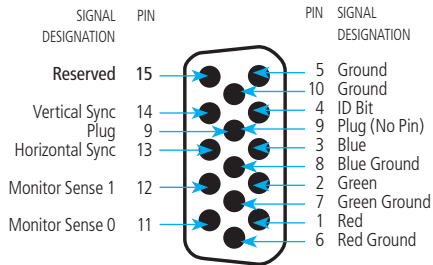 SIGNAL PIN
DESIGNATION
PIN SIGNAL
DESIGNATION
Reserved 15
Vertical Sync 14
Plug 9
Horizontal Sync 13
Monitor Sense 1 12
Monitor Sense 0 11
5 Ground
10 Ground
4 ID Bit
9 Plug (No Pin)
3 Blue
8 Blue Ground
2 Green
7 Green Ground
1 Red
6 Red Ground